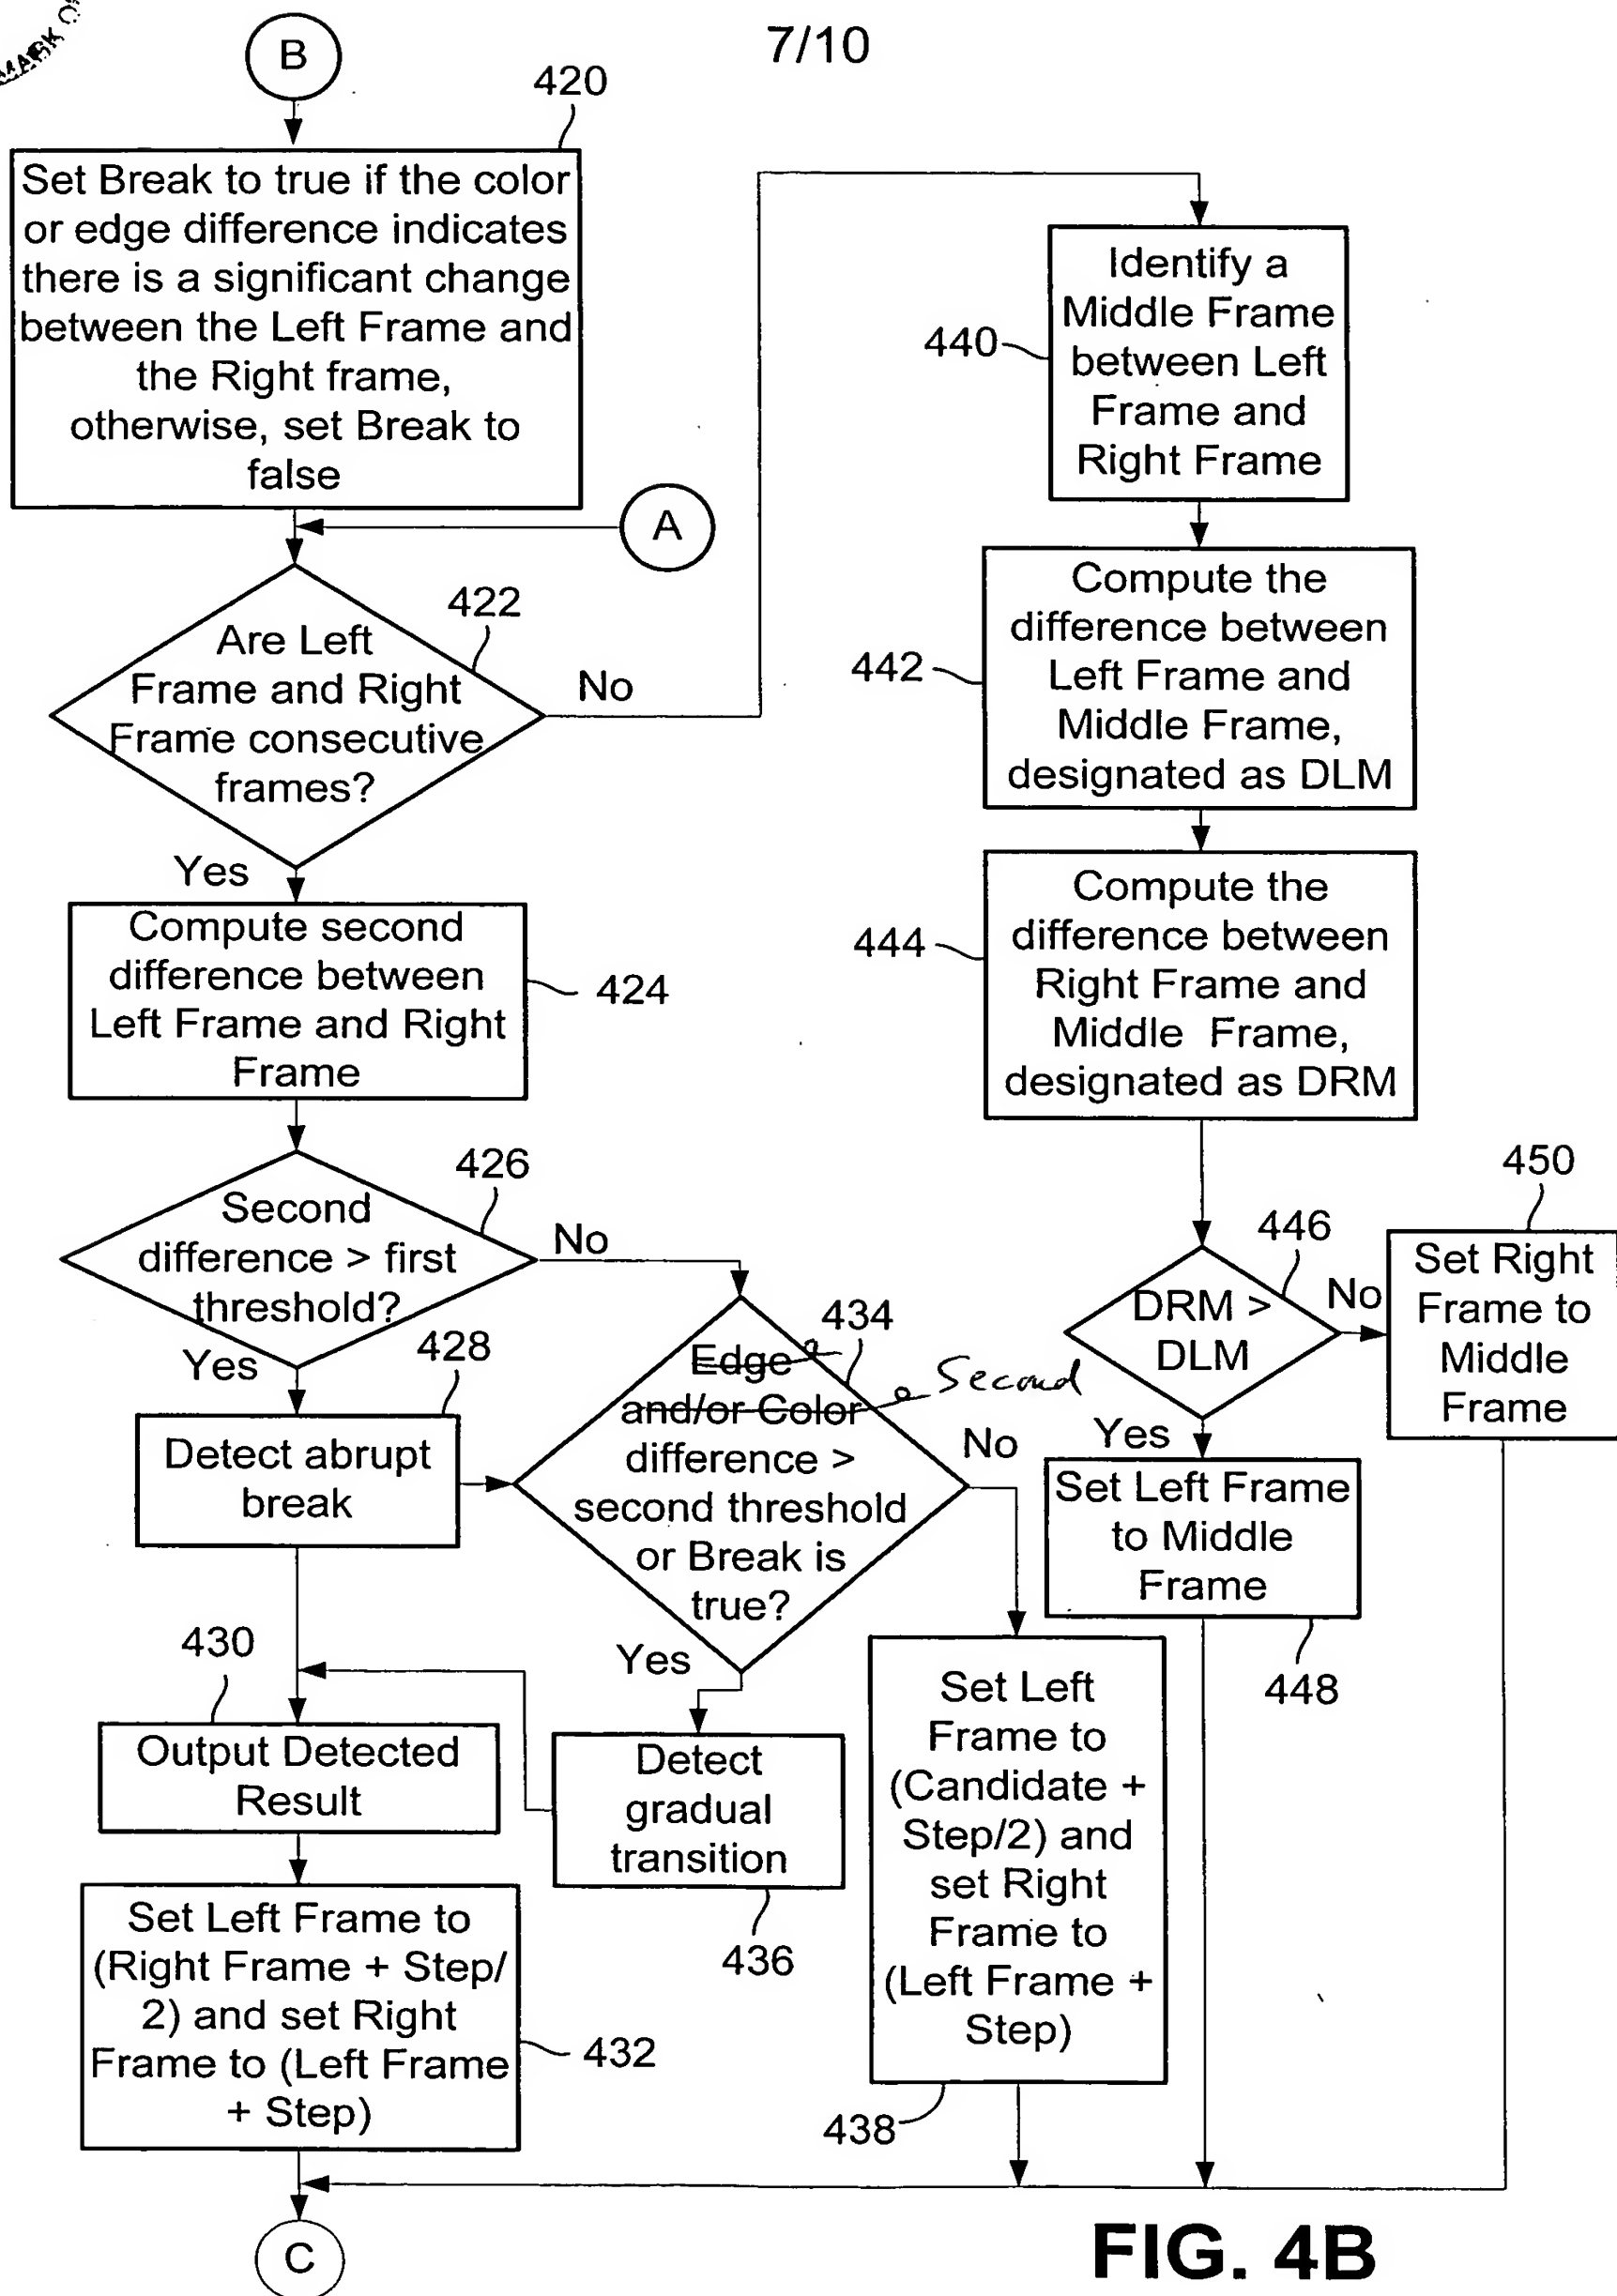 7/10
B
420
Set Break to true if the color
or edge difference indicates
there is a significant change
between the Left Frame and
the Right frame,
otherwise, set Break to
false
A
422
Are Left
Frame and Right
Frame consecutive
frames?
No
Yes
Compute second
difference between
Left Frame and Right
Frame
424
426
Second
difference > first
threshold?
No
Yes
428
Detect abrupt
break
434
Edge
and/or Color
Second
difference >
second threshold
or Break is
true?
No
Yes
430
Output Detected
Result
Detect
gradual
transition
436
Set Left Frame to
(Right Frame + Step/
2) and set Right
Frame to (Left Frame
+ Step)
432
Set Left
Frame to
(Candidate +
Step/2) and
set Right
Frame to
(Left Frame +
Step)
438
Identify a
Middle Frame
between Left
Frame and
Right Frame
440
Compute the
difference between
Left Frame and
Middle Frame,
designated as DLM
442
Compute the
difference between
Right Frame and
Middle Frame,
designated as DRM
444
446
DRM >
DLM
No
Yes
450
Set Right
Frame to
Middle
Frame
Set Left Frame
to Middle
Frame
448
C
FIG. 4B